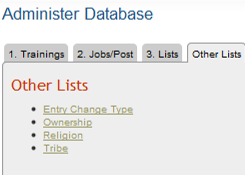 Administer Database
1. Trainings
2. Jobs/Post
3. Lists
Other Lists
Other Lists
Entry Change Type
Ownership
Religion
Tribe